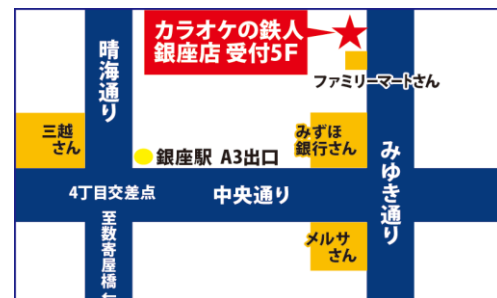 カラオケの鉄人
銀座店 受付5F
晴海通り
ファミリーマートさん
三越
さん
銀座駅 A3出口
みずほ
銀行さん
みゆき通り
4丁目交差点
中央通り
至数寄屋橋
メルサ
さん